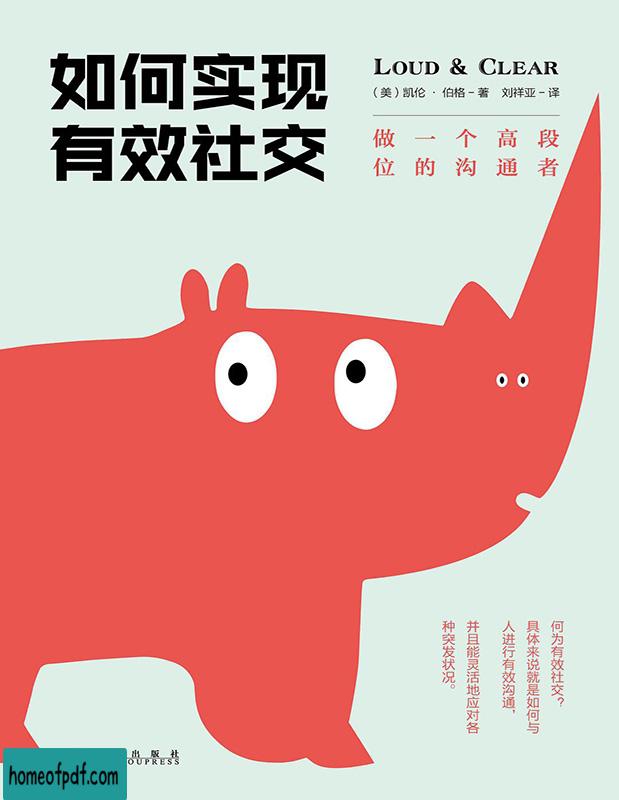 如何实现
有效社交
LOUD & CLEAR
（美）凯伦·伯格–著 刘祥亚–译
做一个高段
位的沟通者
何为有效社交？
具体来说就是如何与
人进行有效沟通，
并且能灵活地应对各
种突发状况。
出版社
OUPRESS
homeofpdf.com